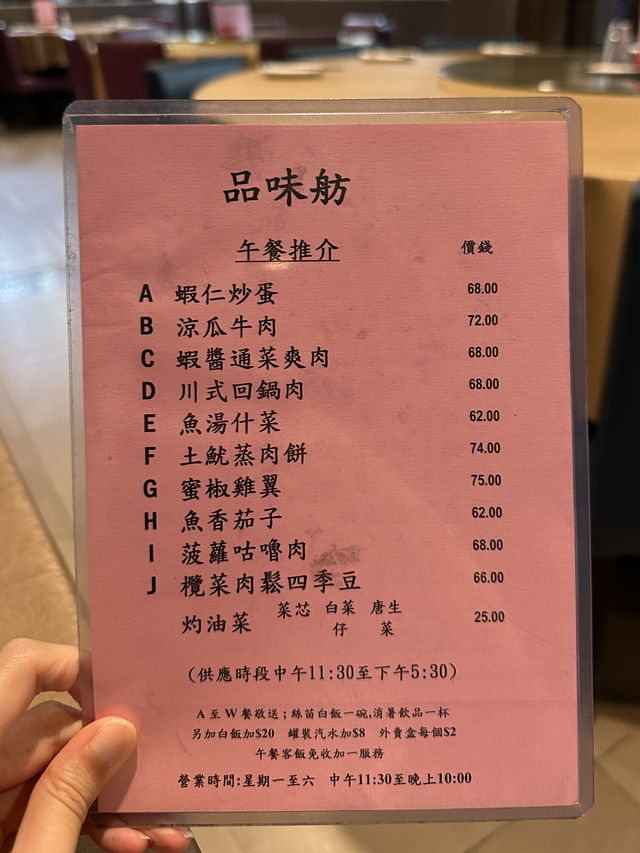 品味舫
午餐推介 價錢
A 蝦仁炒蛋 68.00
B 涼瓜牛肉 72.00
C 蝦醬通菜爽肉 68.00
D 川式回鍋肉 68.00
E 魚湯什菜 62.00
F 土魷蒸肉餅 74.00
G 蜜椒雞翼 75.00
H 魚香茄子 62.00
I 菠蘿咕嚕肉 68.00
J 欖菜肉鬆四季豆 66.00
灼油菜 菜芯 白菜仔 唐生菜 25.00
(供應時段中午11:30至下午5:30)
A 至 W 餐敬送;絲苗白飯一碗,消暑飲品一杯
另加白飯加$20 罐裝汽水加$8 外賣盒每個$2
午餐客飯免收加一服務
營業時間:星期一至六 中午11:30至晚上10:00